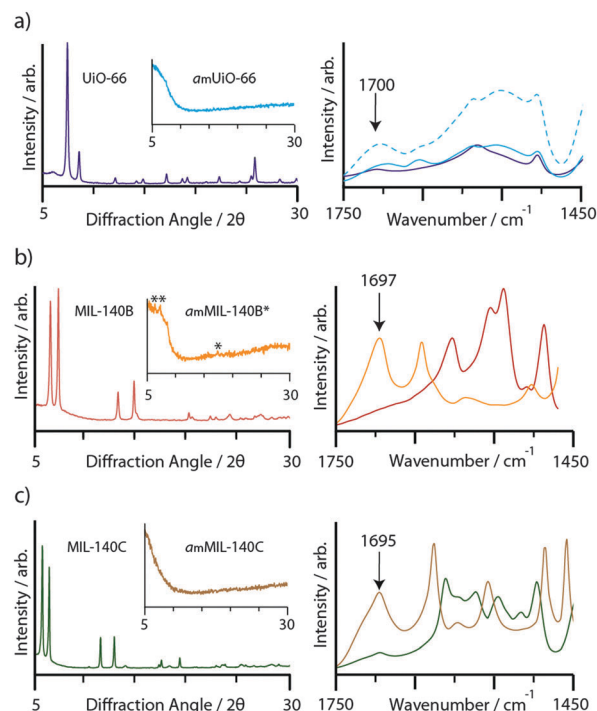 a)
Intensity / arb.
UiO-66
amUiO-66
5
30
5
30
Diffraction Angle / 2θ
Intensity / arb.
1700
1750
1450
Wavenumber / cm⁻¹
b)
Intensity / arb.
MIL-140B
**
amMIL-140B*
*
5
30
5
30
Diffraction Angle / 2θ
Intensity / arb.
1697
1750
1450
Wavenumber / cm⁻¹
c)
Intensity / arb.
MIL-140C
amMIL-140C
5
30
5
30
Diffraction Angle / 2θ
Intensity / arb.
1695
1750
1450
Wavenumber / cm⁻¹